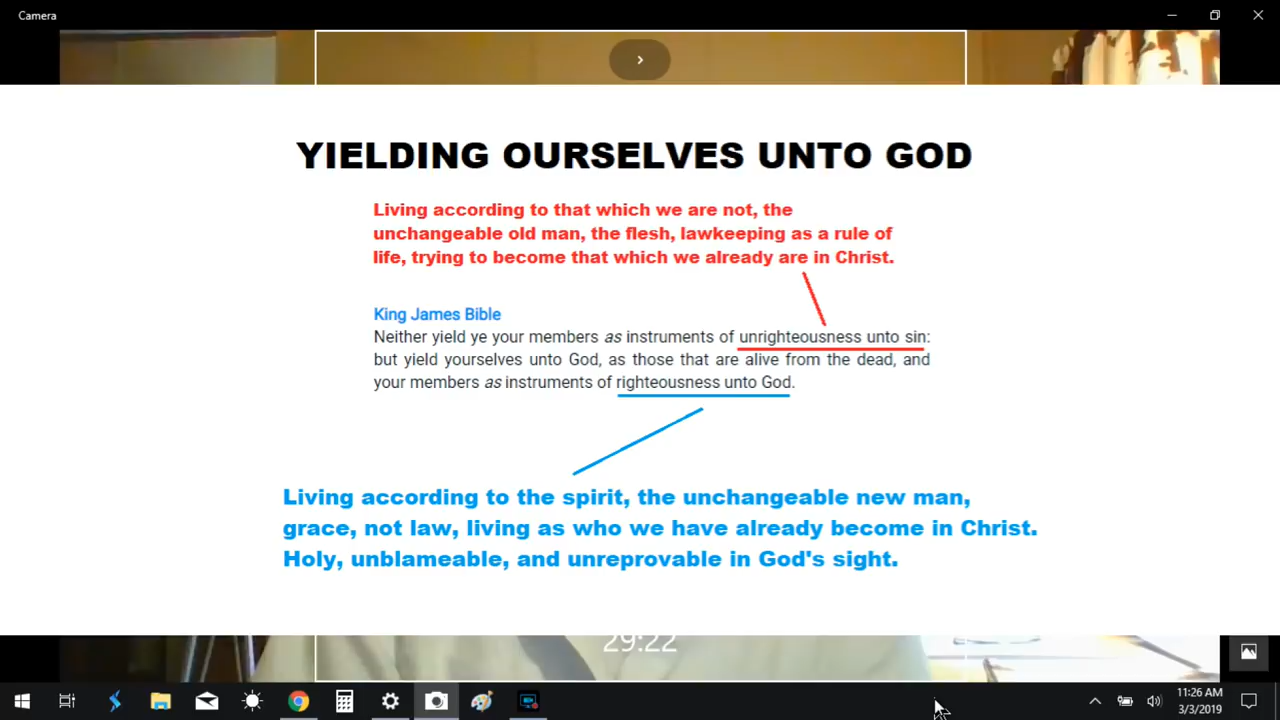 Camera
YIELDING OURSELVES UNTO GOD
Living according to that which we are not, the
unchangeable old man, the flesh, lawkeeping as a rule of
life, trying to become that which we already are in Christ.
King James Bible
Neither yield ye your members as instruments of unrighteousness unto sin:
but yield yourselves unto God, as those that are alive from the dead, and
your members as instruments of righteousness unto God.
Living according to the spirit, the unchangeable new man,
grace, not law, living as who we have already become in Christ.
Holy, unblameable, and unreprovable in God's sight.
29:22
11:26 AM
3/3/2019